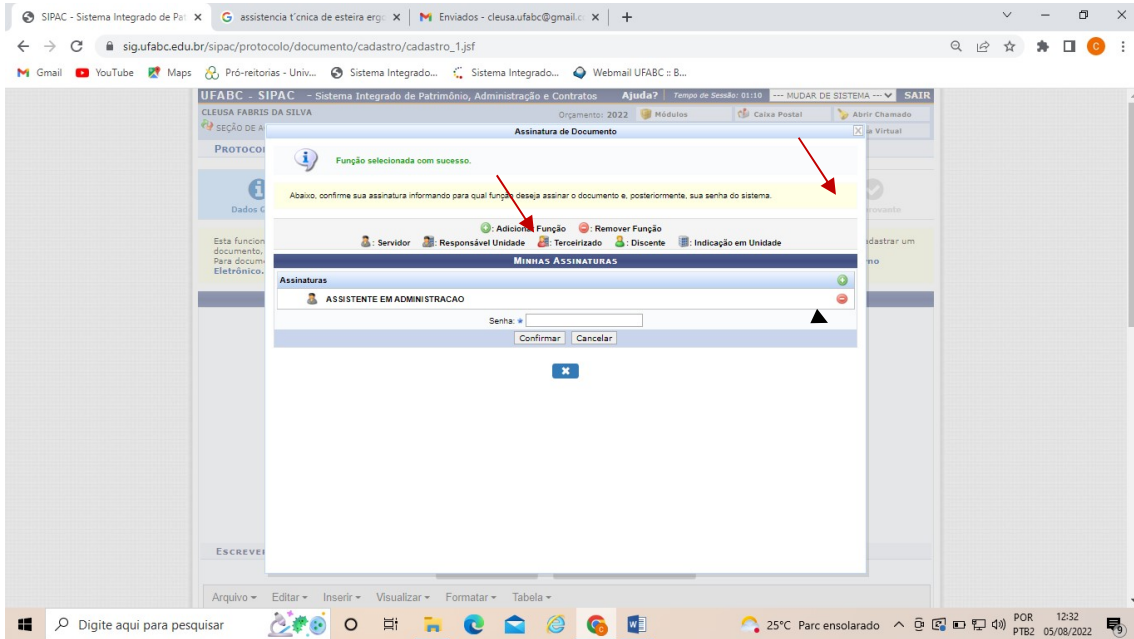 SIPAC - Sistema Integrado de Pat
assistencia t´cnica de esteira ergo
Enviados - cleusa.ufabc@gmail.c
sig.ufabc.edu.br/sipac/protocolo/documento/cadastro/cadastro_1.jsf
Gmail YouTube Maps Pró-reitorias - Univ... Sistema Integrado... Sistema Integrado... Webmail UFABC :: B...
UFABC - SIPAC - Sistema Integrado de Patrimônio, Administração e Contratos Ajuda? Tempo de Sessão: 01:10 --- MUDAR DE SISTEMA --- SAIR
CLEUSA FABRIS DA SILVA Orçamento: 2022 Módulos Caixa Postal Abrir Chamado
SEÇÃO DE A Assinatura de Documento a Virtual
PROTOCO
Função selecionada com sucesso.
Dados G
Abaixo, confirme sua assinatura informando para qual função deseja assinar o documento e, posteriormente, sua senha do sistema.
: Adicionar Função : Remover Função
: Servidor : Responsável Unidade : Terceirizado : Discente : Indicação em Unidade
Esta funcion dastrar um
documento,
Para docum no
Eletrônico.
MINHAS ASSINATURAS
Assinaturas
ASSISTENTE EM ADMINISTRACAO
Senha:
Confirmar Cancelar
ESCREVE
Arquivo Editar Inserir Visualizar Formatar Tabela
Digite aqui para pesquisar 25°C Parc ensolarado POR PTB2 12:32 05/08/2022